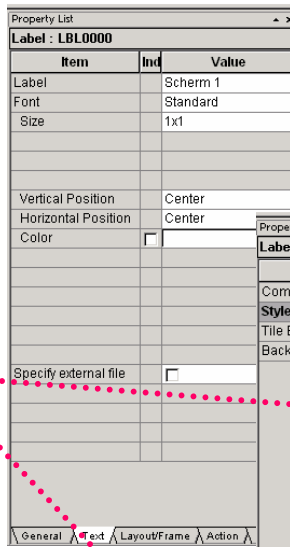 Property List
Label : LBL0000
Item Ind Value
Label Scherm 1
Font Standard
Size 1x1
Vertical Position Center
Horizontal Position Center
Color
Specify external file
General Text Layout/Frame Action
Prope
Labe
Com
Style
Tile E
Back